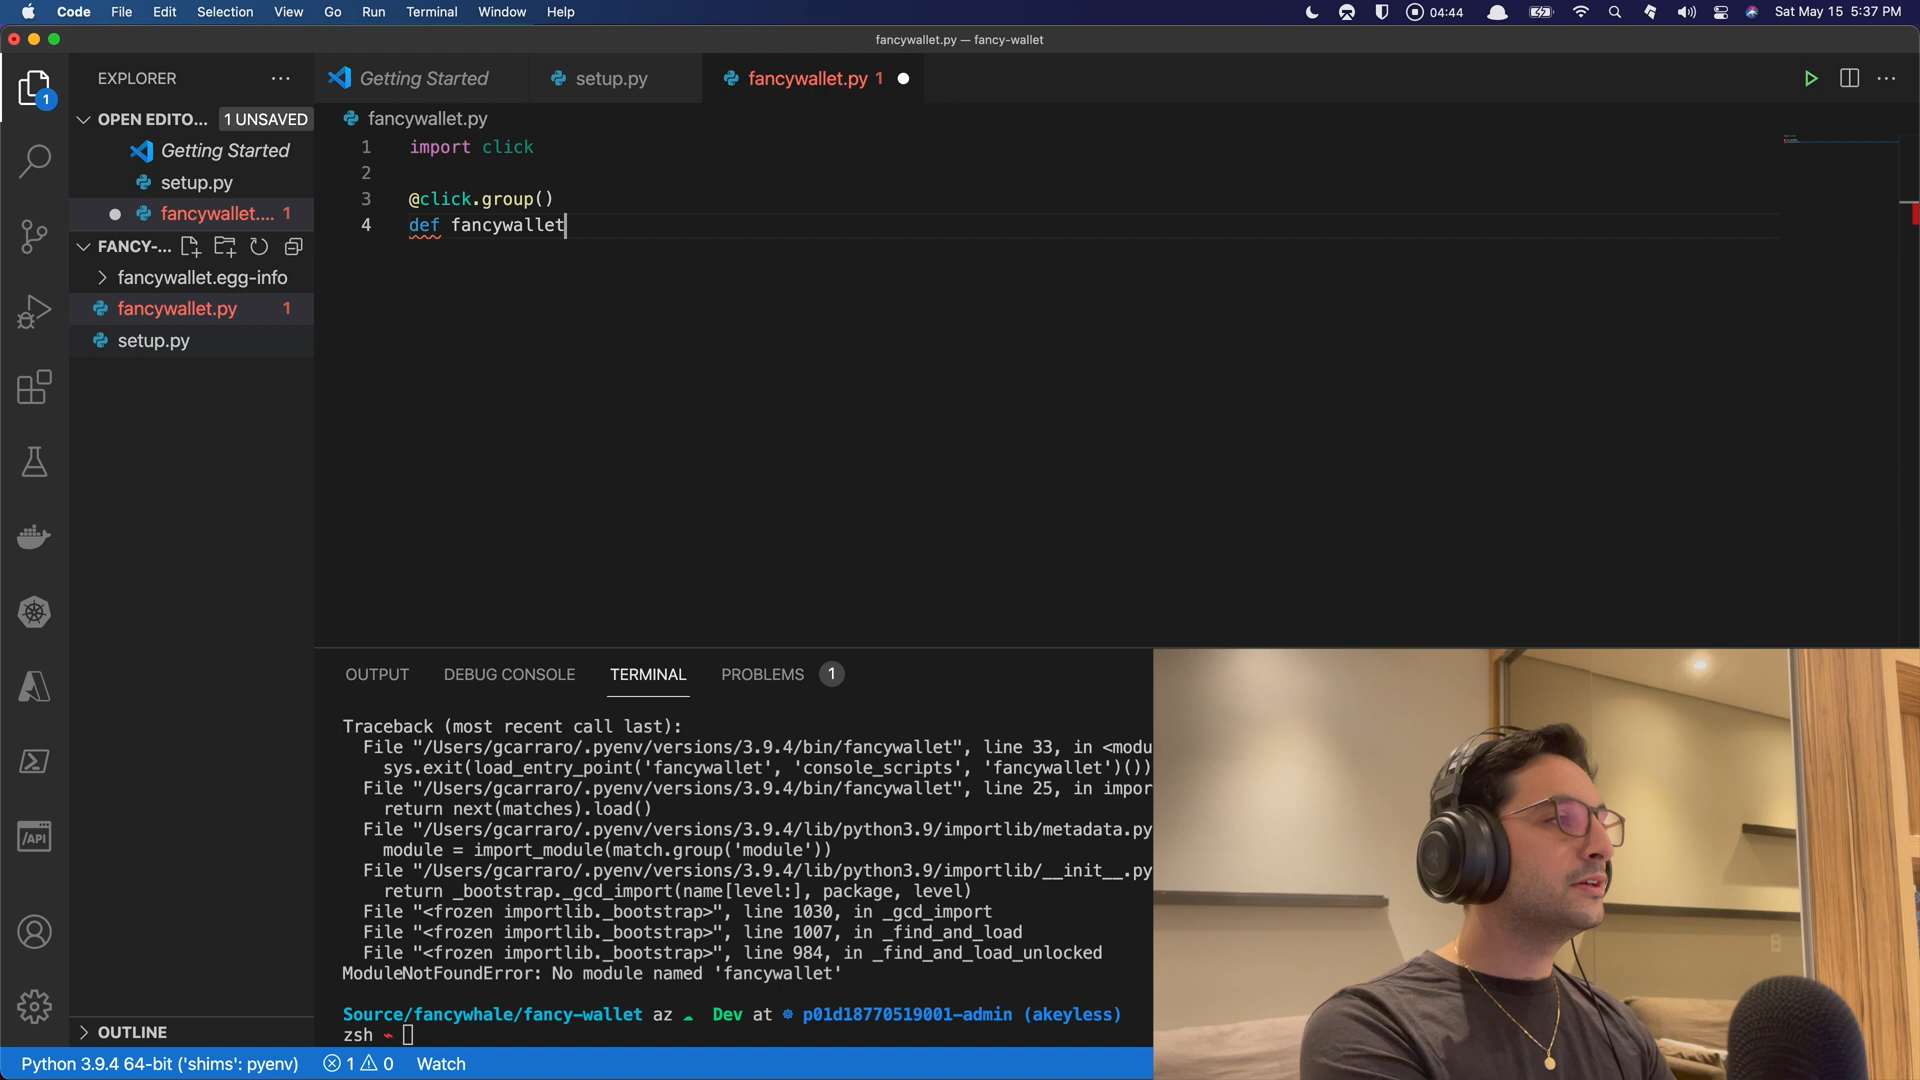 Code File Edit Selection View Go Run Terminal Window Help 04:44 Sat May 15 5:37 PM
fancywallet.py — fancy-wallet
EXPLORER
Getting Started
setup.py
fancywallet.py 1
1
OPEN EDITO... 1 UNSAVED
Getting Started
setup.py
fancywallet.... 1
FANCY-...
fancywallet.egg-info
fancywallet.py 1
setup.py
OUTLINE
fancywallet.py
1 import click
2
3 @click.group()
4 def fancywallet
OUTPUT DEBUG CONSOLE TERMINAL PROBLEMS 1
Traceback (most recent call last):
File "/Users/gcarraro/.pyenv/versions/3.9.4/bin/fancywallet", line 33, in <modu
sys.exit(load_entry_point('fancywallet', 'console_scripts', 'fancywallet')())
File "/Users/gcarraro/.pyenv/versions/3.9.4/bin/fancywallet", line 25, in impor
return next(matches).load()
File "/Users/gcarraro/.pyenv/versions/3.9.4/lib/python3.9/importlib/metadata.py
module = import_module(match.group('module'))
File "/Users/gcarraro/.pyenv/versions/3.9.4/lib/python3.9/importlib/__init__.py
return _bootstrap._gcd_import(name[level:], package, level)
File "<frozen importlib._bootstrap>", line 1030, in _gcd_import
File "<frozen importlib._bootstrap>", line 1007, in _find_and_load
File "<frozen importlib._bootstrap>", line 984, in _find_and_load_unlocked
ModuleNotFoundError: No module named 'fancywallet'
Source/fancywhale/fancy-wallet az Dev at p01d18770519001-admin (akeyless)
zsh
/API
Python 3.9.4 64-bit ('shims': pyenv) 1 0 Watch